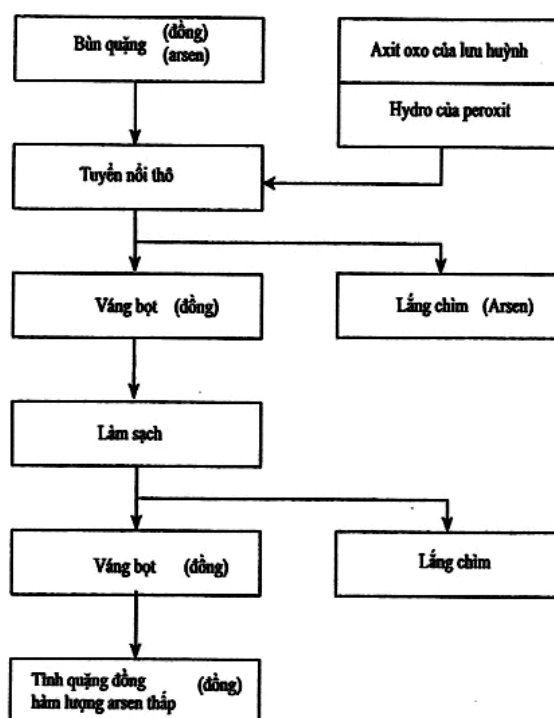 Bùn quặng (đồng)
(arsen)
Axit oxo của lưu huỳnh
Hydro của peroxit
Tuyển nổi thô
Váng bọt (đồng)
Lắng chìm (Arsen)
Làm sạch
Váng bọt (đồng)
Lắng chìm
Tinh quặng đồng (đồng)
hàm lượng arsen thấp